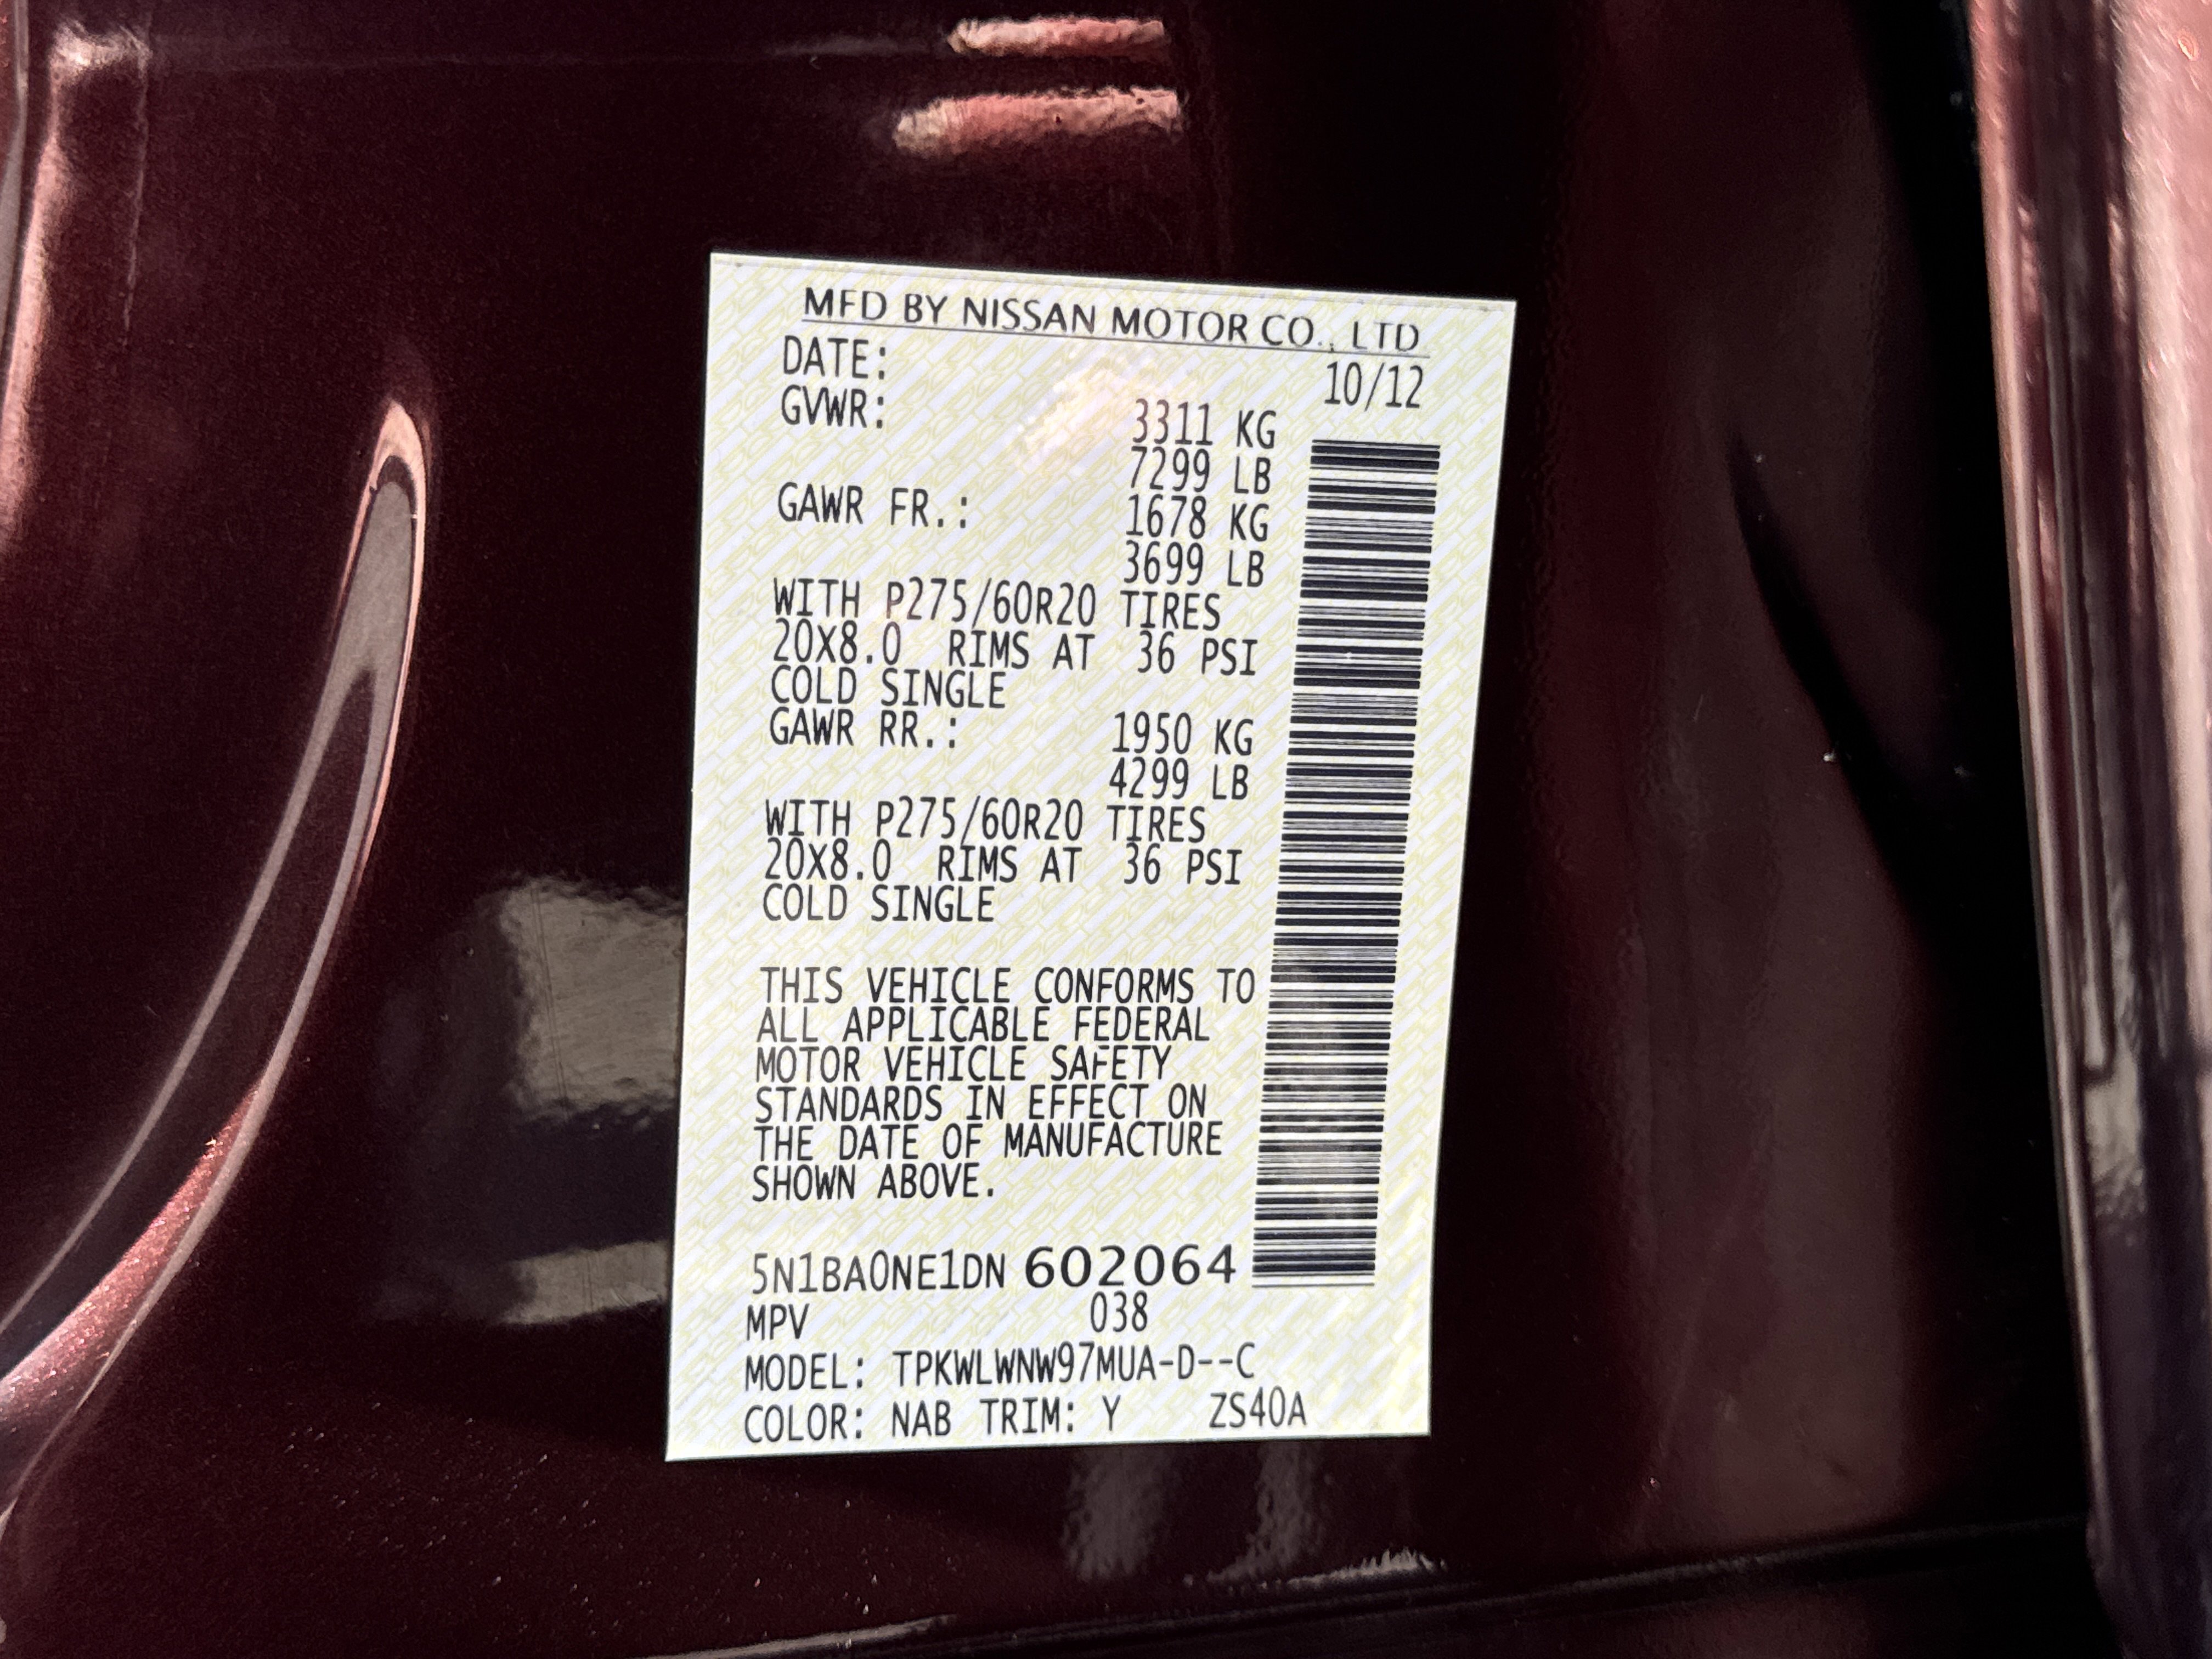 MFD BY NISSAN MOTOR CO., LTD
DATE: 10/12
GVWR: 3311 KG
7299 LB
GAWR FR.: 1678 KG
3699 LB
WITH P275/60R20 TIRES
20X8.0 RIMS AT 36 PSI
COLD SINGLE
GAWR RR.: 1950 KG
4299 LB
WITH P275/60R20 TIRES
20X8.0 RIMS AT 36 PSI
COLD SINGLE
THIS VEHICLE CONFORMS TO
ALL APPLICABLE FEDERAL
MOTOR VEHICLE SAFETY
STANDARDS IN EFFECT ON
THE DATE OF MANUFACTURE
SHOWN ABOVE.
5N1BA0NE1DN 602064
MPV 038
MODEL: TPKWLWNW97MUA-D--C
COLOR: NAB TRIM: Y ZS40A